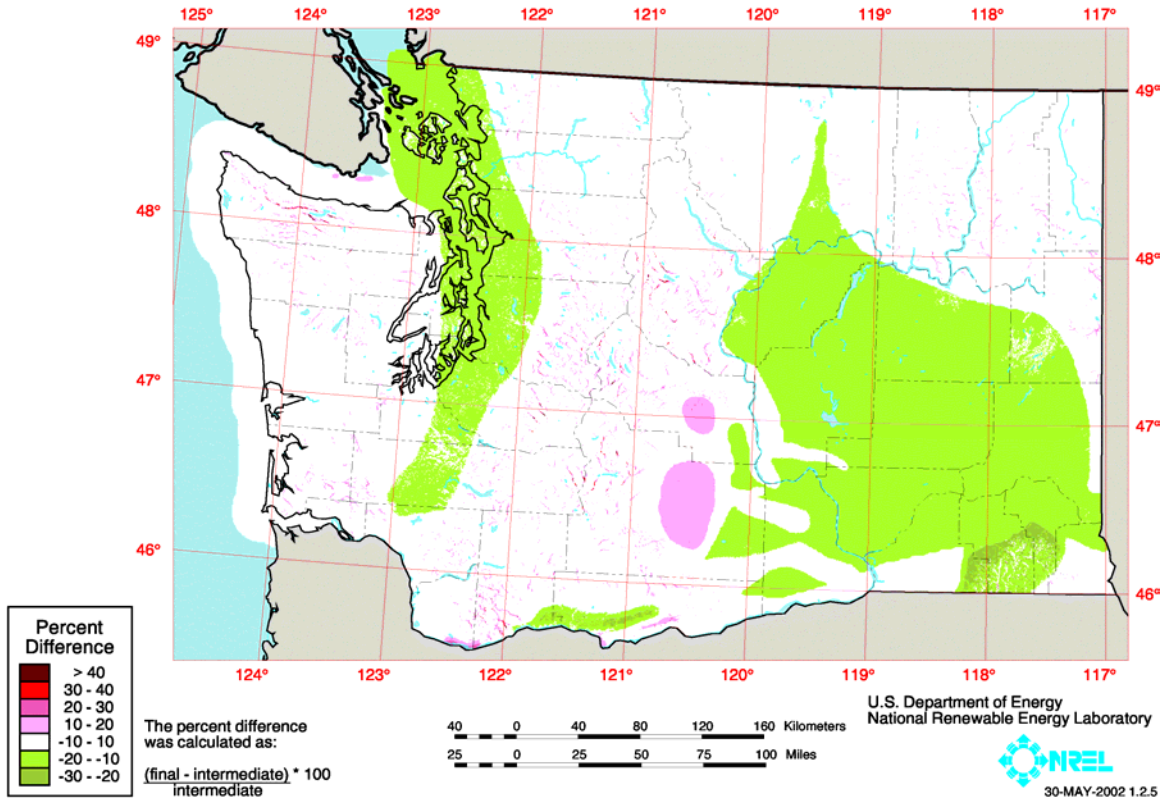 125° 124° 123° 122° 121° 120° 119° 118° 117°
49°
49°
48°
48°
47°
47°
46°
46°
124° 123° 122° 121° 120° 119° 118° 117°
Percent
Difference
> 40
30 - 40
20 - 30
10 - 20
-10 - 10
-20 - -10
-30 - -20
The percent difference
was calculated as:
(final - intermediate) * 100
intermediate
40 0 40 80 120 160 Kilometers
25 0 25 50 75 100 Miles
U.S. Department of Energy
National Renewable Energy Laboratory
NREL
30-MAY-2002 1.2.5